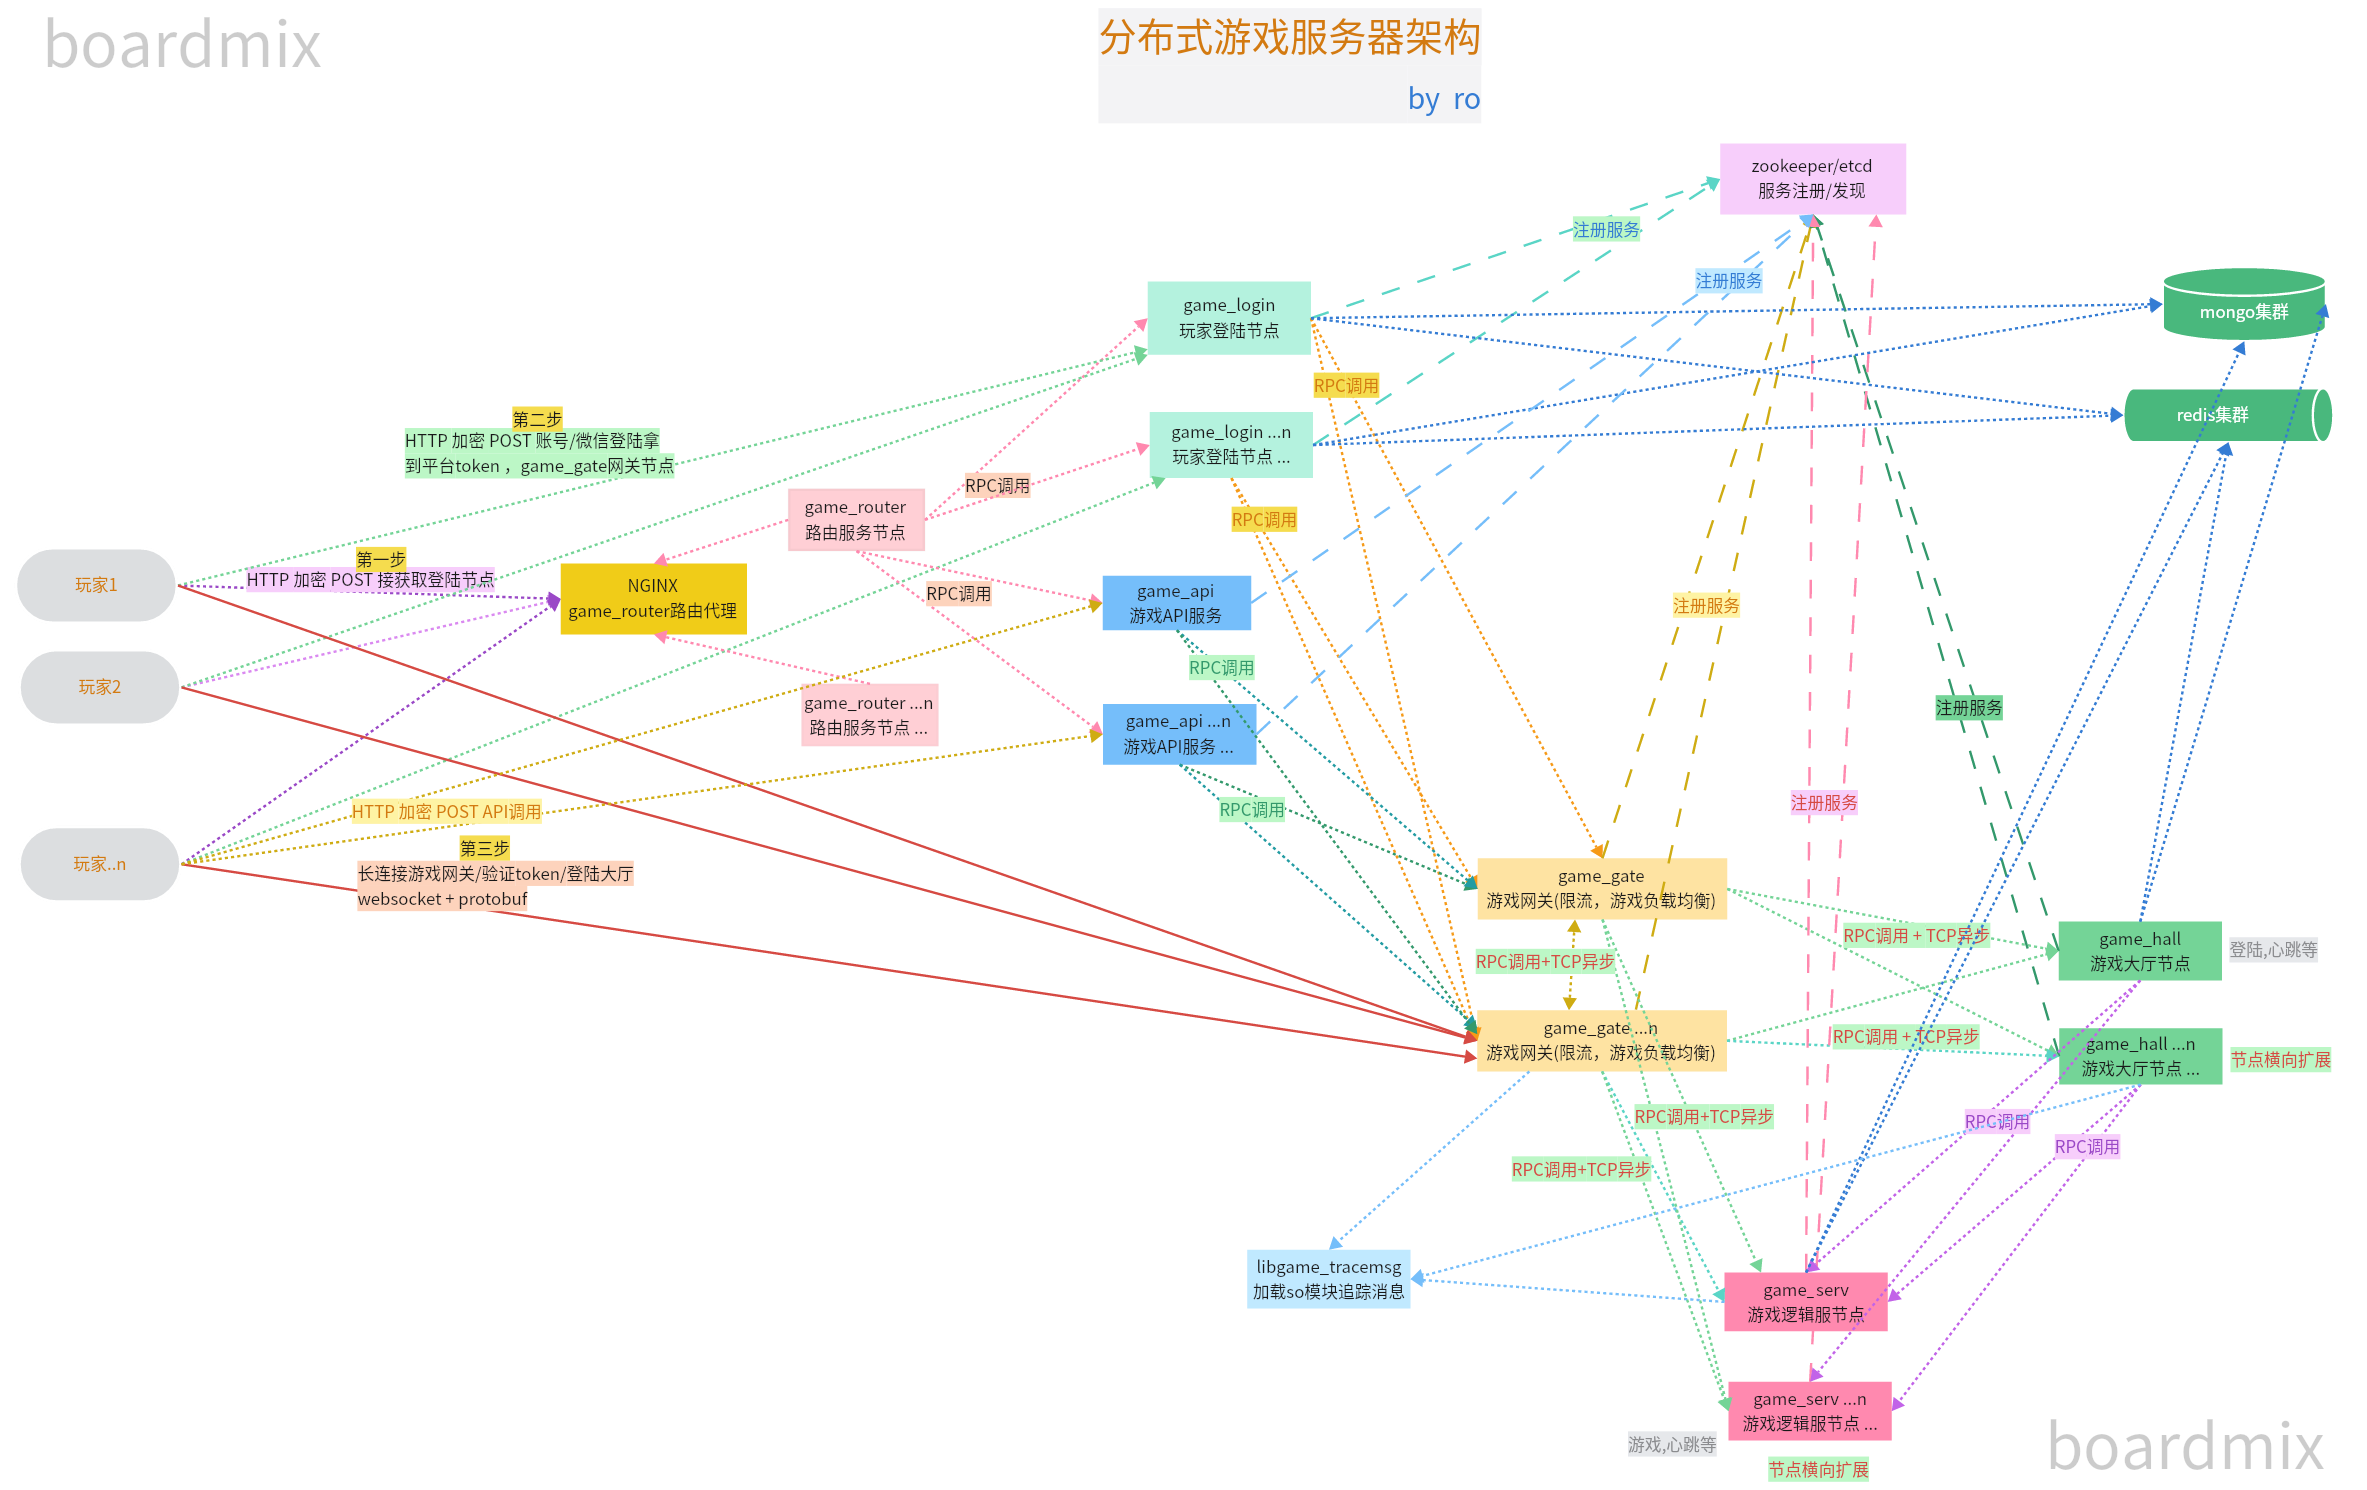 boardmix
分布式游戏服务器架构
by ro
zookeeper/etcd
服务注册/发现
注册服务
注册服务
game_login
玩家登陆节点
mongo集群
RPC调用
redis集群
第二步
HTTP 加密 POST 账号/微信登陆拿
到平台token ，game_gate网关节点
game_login ...n
玩家登陆节点 ...
RPC调用
game_router
路由服务节点
RPC调用
第一步
HTTP 加密 POST 接获取登陆节点
玩家1
NGINX
game_router路由代理
RPC调用
game_api
游戏API服务
注册服务
RPC调用
玩家2
game_router ...n
路由服务节点 ...
game_api ...n
游戏API服务 ...
注册服务
HTTP 加密 POST API调用
RPC调用
注册服务
第三步
长连接游戏网关/验证token/登陆大厅
websocket + protobuf
玩家..n
game_gate
游戏网关(限流，游戏负载均衡)
RPC调用 + TCP异步
game_hall
游戏大厅节点
登陆,心跳等
RPC调用+TCP异步
game_gate ...n
游戏网关(限流，游戏负载均衡)
RPC调用 + TCP异步
game_hall ...n
游戏大厅节点 ...
节点横向扩展
RPC调用+TCP异步
RPC调用
RPC调用
RPC调用+TCP异步
libgame_tracemsg
加载so模块追踪消息
game_serv
游戏逻辑服节点
game_serv ...n
游戏逻辑服节点 ...
游戏,心跳等
节点横向扩展
boardmix